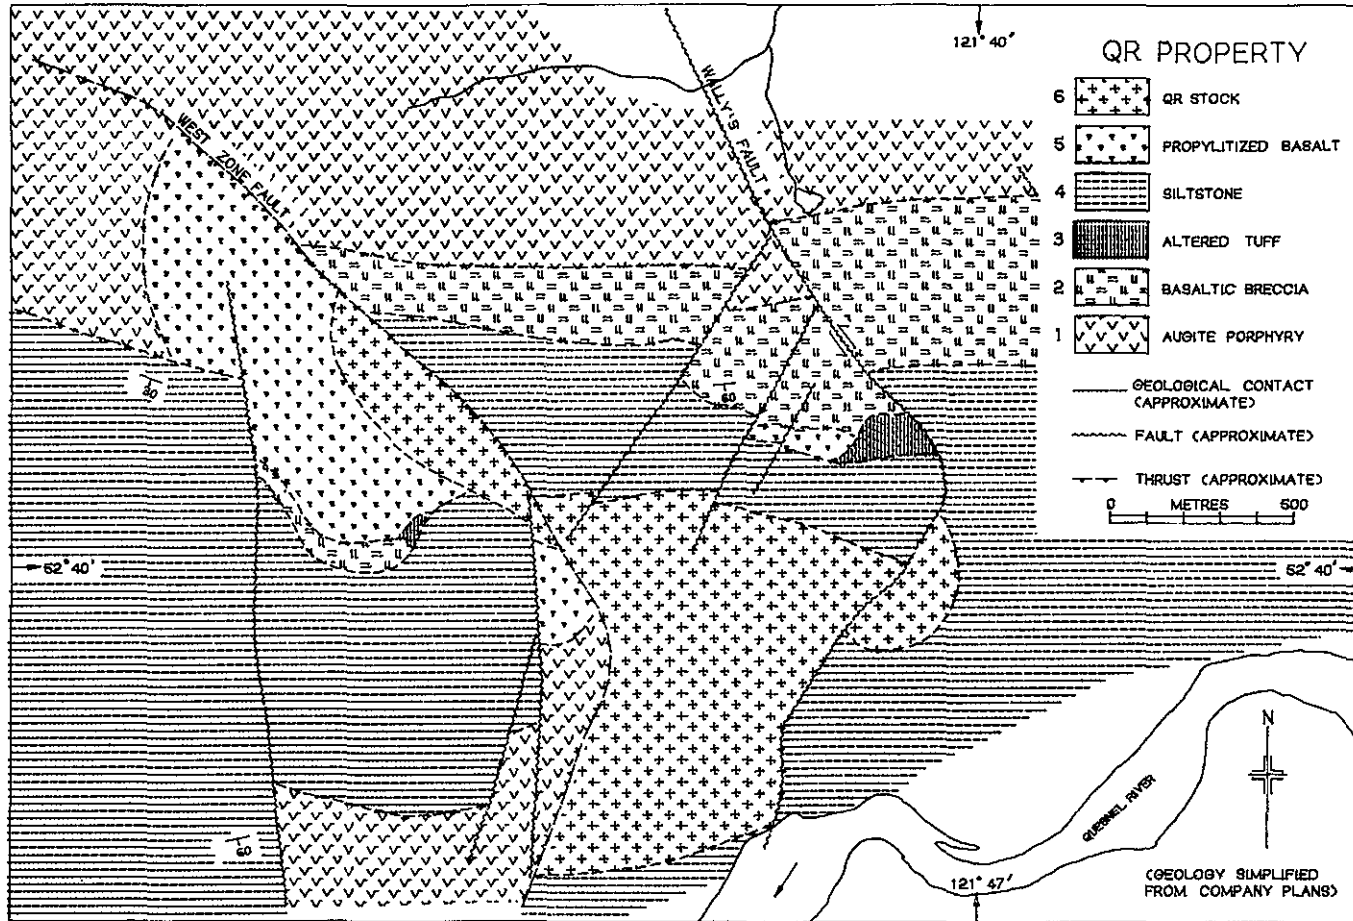 121° 40'
QR PROPERTY
6 QR STOCK
5 PROPYLITIZED BASALT
4 SILTSTONE
3 ALTERED TUFF
2 BASALTIC BRECCIA
1 AUGITE PORPHYRY
GEOLOGICAL CONTACT
(APPROXIMATE)
FAULT (APPROXIMATE)
THRUST (APPROXIMATE)
0 METRES 500
WALLY'S FAULT
WEST ZONE FAULT
80
60
52° 40'
52° 40'
60
N
QUESNEL RIVER
121° 47'
(GEOLOGY SIMPLIFIED
FROM COMPANY PLANS)